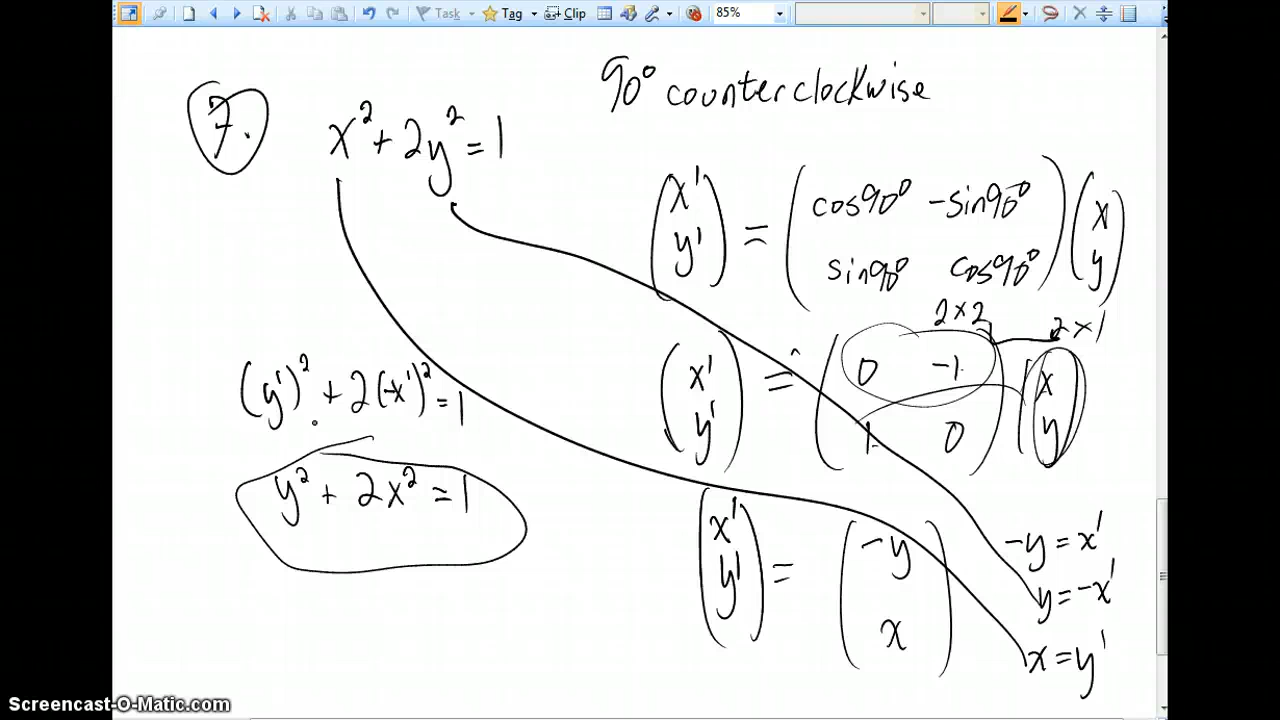 Task Tag Clip 85%
90° counterclockwise
7. x² + 2y² = 1
(x' y') = (cos90° -sin90° sin90° cos90°) (x y)
2×2 2×1
(x' y') = (0 -1 1 0) (x y)
(y')² + 2(-x')² = 1
y² + 2x² = 1
(x' y') = (-y x)
-y = x'
y = -x'
x = y'
Screencast-O-Matic.com